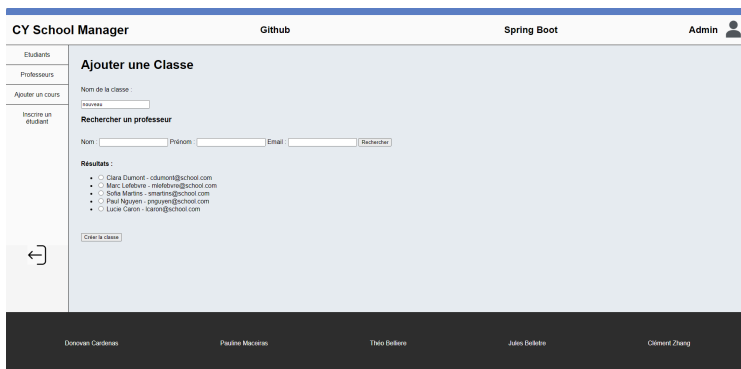 CY School Manager Github Spring Boot Admin
Etudiants
Professeurs
Ajouter un cours
Inscrire un
étudiant
Ajouter une Classe
Nom de la classe :
nouveau
Rechercher un professeur
Nom : Prénom : Email : Rechercher
Résultats :
Clara Dumont - cdumont@school.com
Marc Lefebvre - mlefebvre@school.com
Sofia Martins - smartins@school.com
Paul Nguyen - pnguyen@school.com
Lucie Caron - lcaron@school.com
Créer la classe
Donovan Cardenas Pauline Maceiras Théo Belliere Jules Belletre Clément Zhang